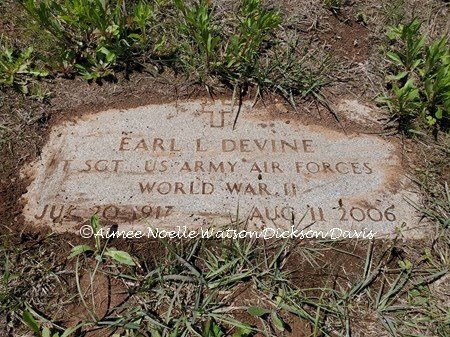 EARL L DEVINE
T SGT US ARMY AIR FORCES
WORLD WAR II
JUL 20 1917 AUG 11 2006
©Aimee Noelle Watson Dickson Davis